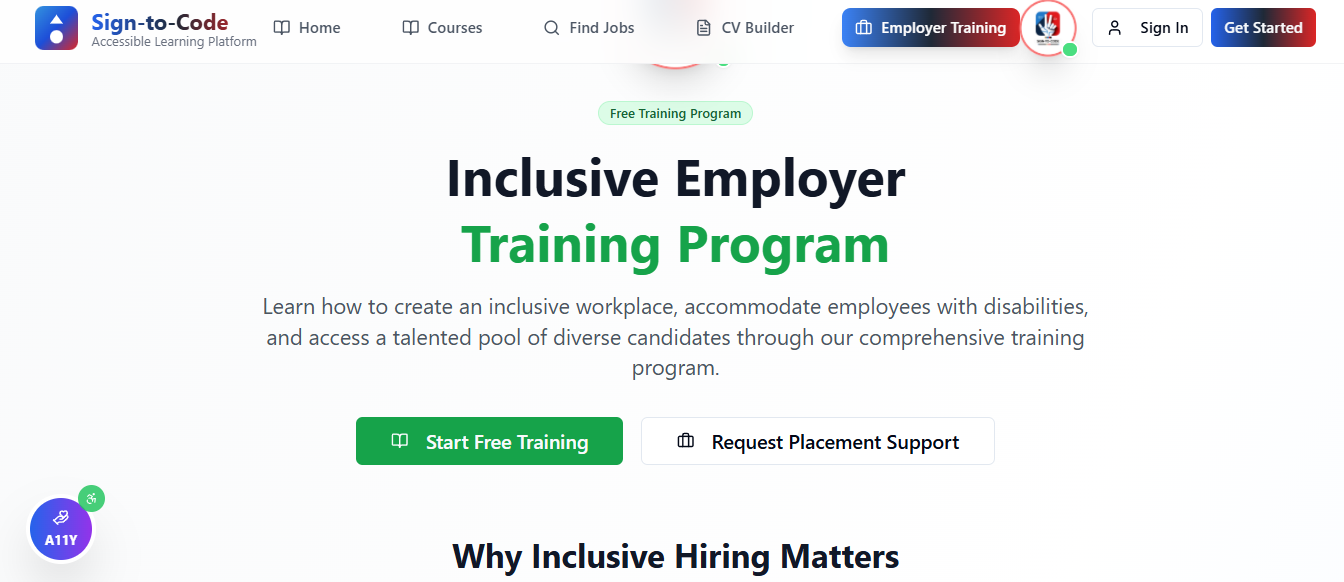 Sign-to-Code
Accessible Learning Platform
Home
Courses
Find Jobs
CV Builder
Employer Training
Sign In
Get Started
Free Training Program
Inclusive Employer
Training Program
Learn how to create an inclusive workplace, accommodate employees with disabilities,
and access a talented pool of diverse candidates through our comprehensive training
program.
Start Free Training
Request Placement Support
A11Y
Why Inclusive Hiring Matters